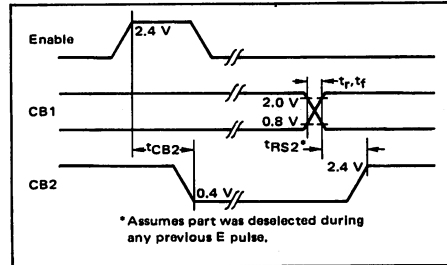 Enable
2.4 V
CB1
tr, tf
2.0 V
0.8 V
tCB2
tRS2*
2.4 V
CB2
0.4 V
*Assumes part was deselected during
any previous E pulse.